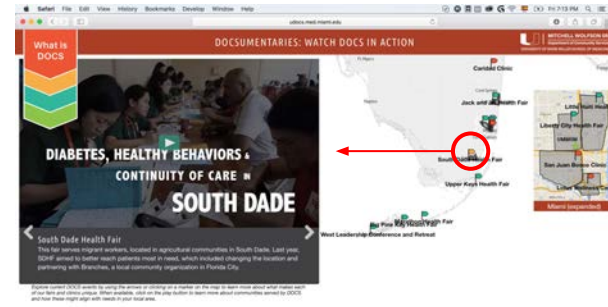 Safari File Edit View History Bookmarks Develop Window Help
Fri 7:13 PM
udocs.med.miami.edu
What is
DOCS
DOCSUMENTARIES: WATCH DOCS IN ACTION
MITCHELL WOLFSON
DIABETES, HEALTHY BEHAVIORS &
CONTINUITY OF CARE IN
SOUTH DADE
South Dade Health Fair
This fair serves migrant workers, located in agricultural communities in South Dade. Last year,
SDHF aimed to better reach patients most in need, which included changing the location and
partnering with Branches, a local community organization in Florida City.
Explore current DOCS events by using the arrows or clicking on a marker on the map to learn more about what makes each
of our fairs and clinics unique. When available, click on the play button to learn more about communities served by DOCS
and how these might align with needs in your local area.
Caridad Clinic
Jack and Jill Health Fair
South Dade Health Fair
Upper Keys Health Fair
Big Pine Key Health Fair
West Leadership Conference and Retreat
Little Haiti
Liberty City Health Fair
San Juan Bosco Clinic
Miami (expanded)